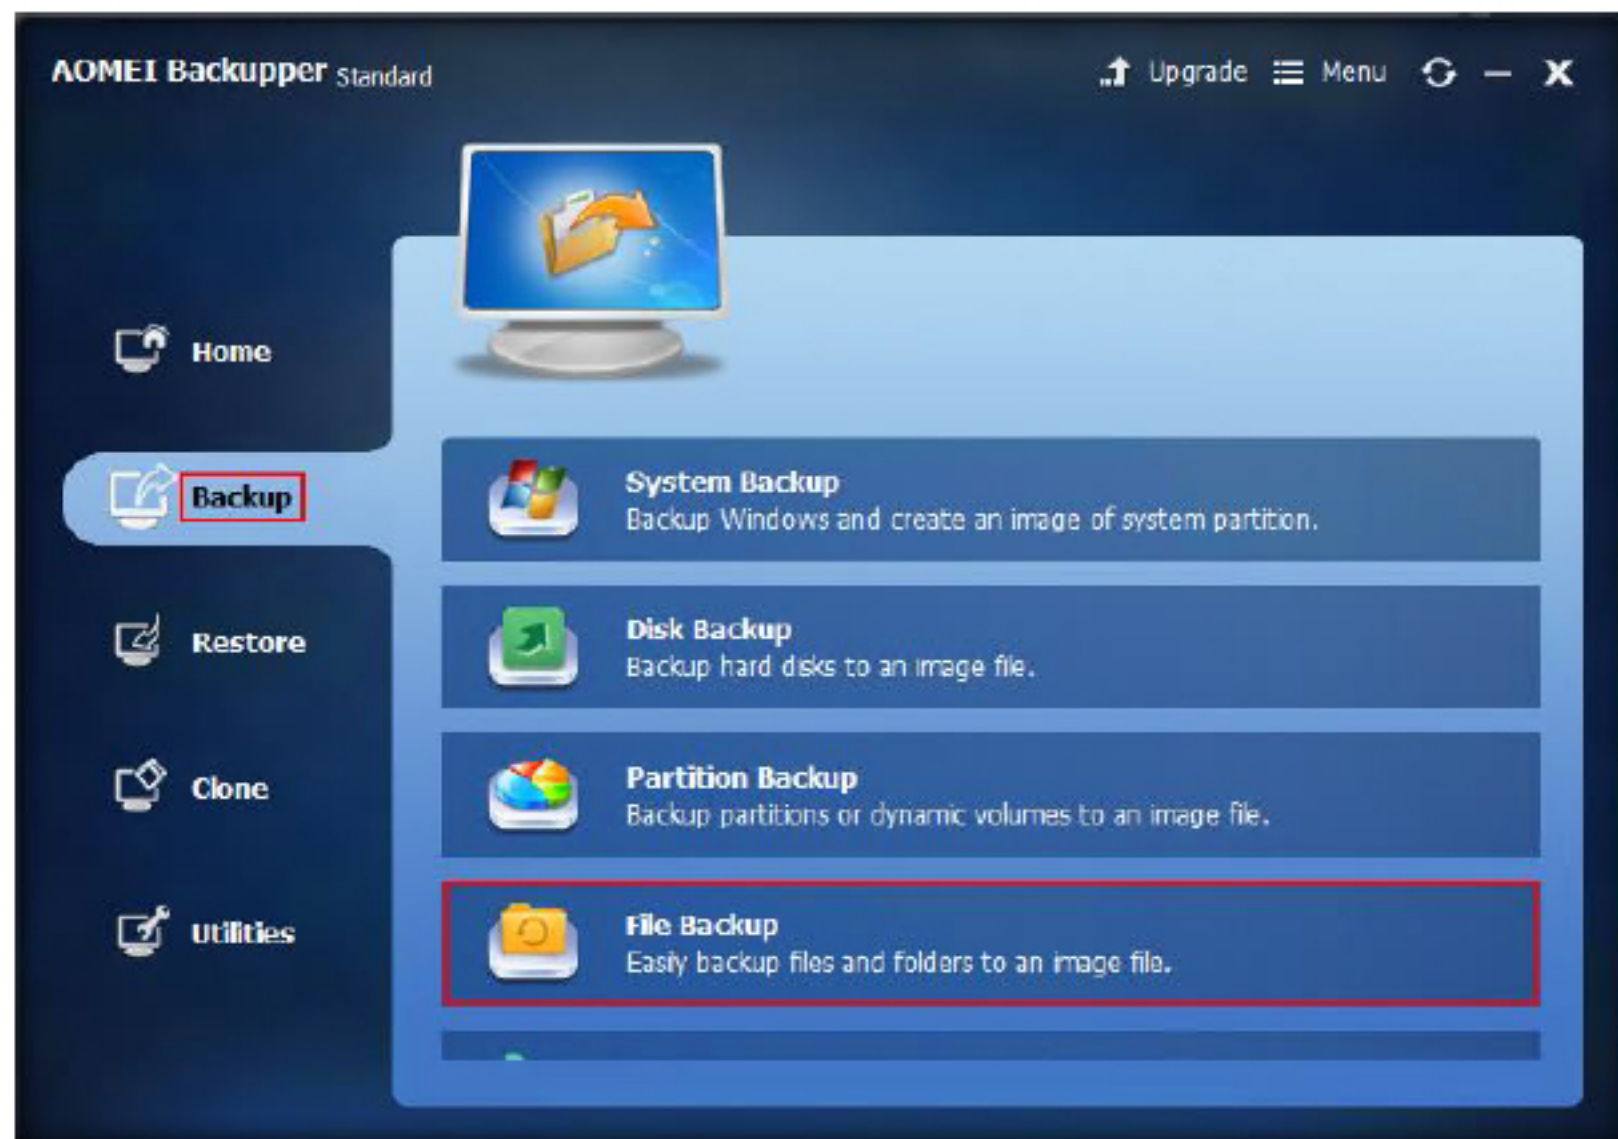 AOMEI Backupper Standard
Upgrade Menu
Home
Backup
Restore
Clone
Utilities
System Backup
Backup Windows and create an image of system partition.
Disk Backup
Backup hard disks to an image file.
Partition Backup
Backup partitions or dynamic volumes to an image file.
File Backup
Easily backup files and folders to an image file.